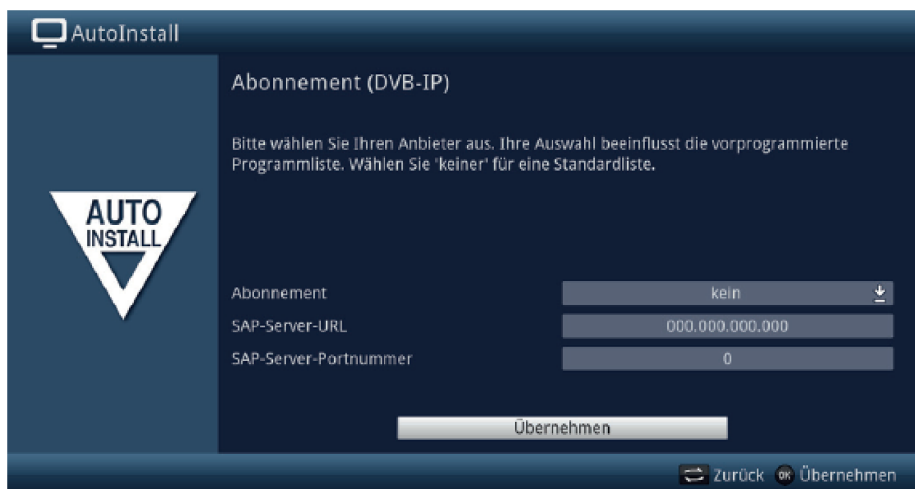 AutoInstall
Abonnement (DVB-IP)
Bitte wählen Sie Ihren Anbieter aus. Ihre Auswahl beeinflusst die vorprogrammierte
Programmliste. Wählen Sie 'keiner' für eine Standardliste.
AUTO
INSTALL
Abonnement kein
SAP-Server-URL 000.000.000.000
SAP-Server-Portnummer 0
Übernehmen
Zurück OK Übernehmen